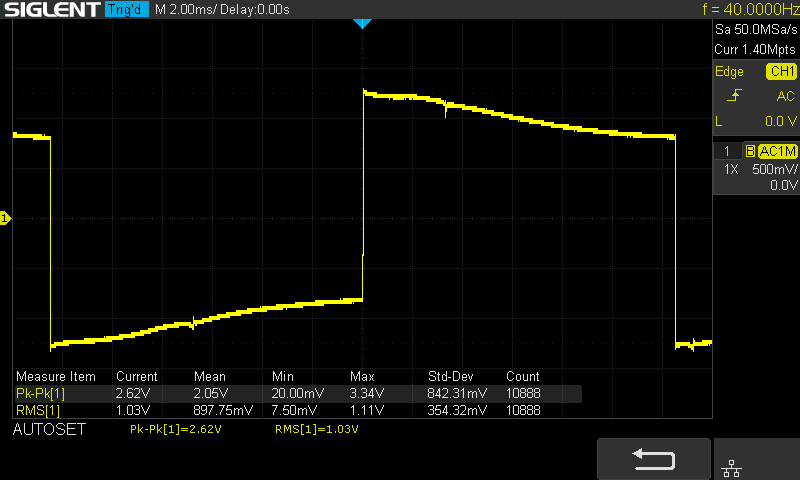 SIGLENT Trig'd M 2.00ms/ Delay:0.00s f = 40.0000Hz
Sa 50.0MSa/s
Curr 1.40Mpts
Edge CH1
AC
L 0.0 V
1 B AC1M
1X 500mV/
0.0V
1
Measure Item Current Mean Min Max Std-Dev Count
Pk-Pk[1] 2.62V 2.05V 20.00mV 3.34V 842.31mV 10888
RMS[1] 1.03V 897.75mV 7.50mV 1.11V 354.32mV 10888
AUTOSET Pk-Pk[1]=2.62V RMS[1]=1.03V